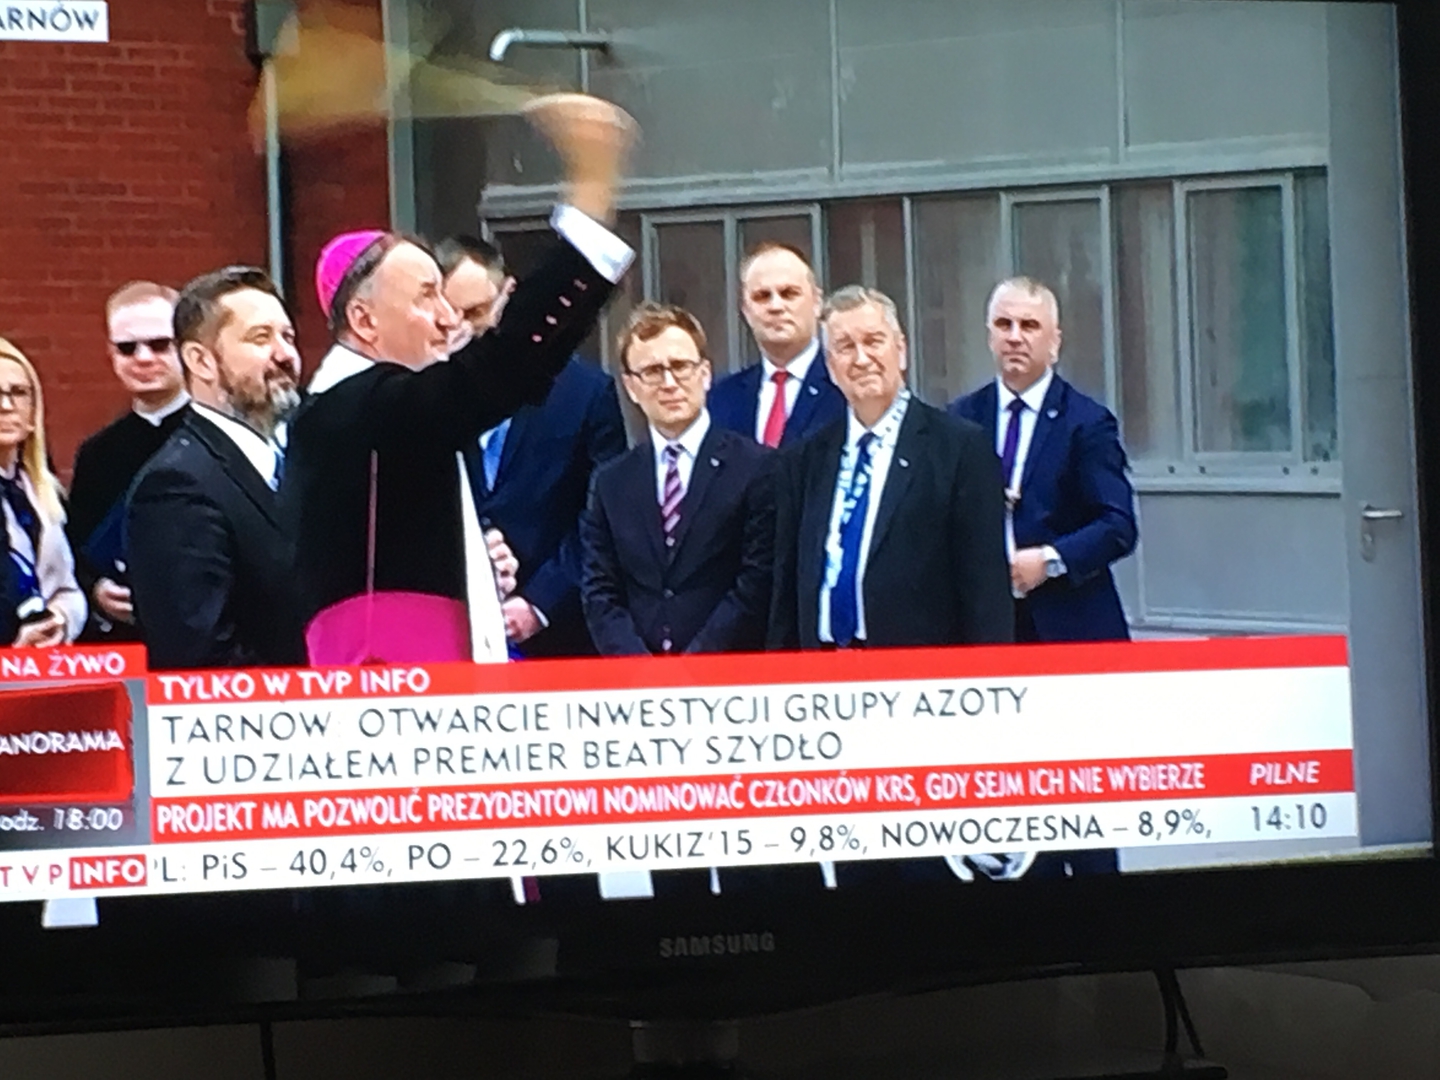 ARNÓW
NA ŻYWO
TYLKO W TVP INFO
TARNÓW: OTWARCIE INWESTYCJI GRUPY AZOTY
Z UDZIAŁEM PREMIER BEATY SZYDŁO
ANORAMA
odz. 18:00
PROJEKT MA POZWOLIĆ PREZYDENTOWI NOMINOWAĆ CZŁONKÓW KRS, GDY SEJM ICH NIE WYBIERZE PILNE
TVP INFO 'L: PiS – 40,4%, PO – 22,6%, KUKIZ'15 – 9,8%, NOWOCZESNA – 8,9%, 14:10
SAMSUNG